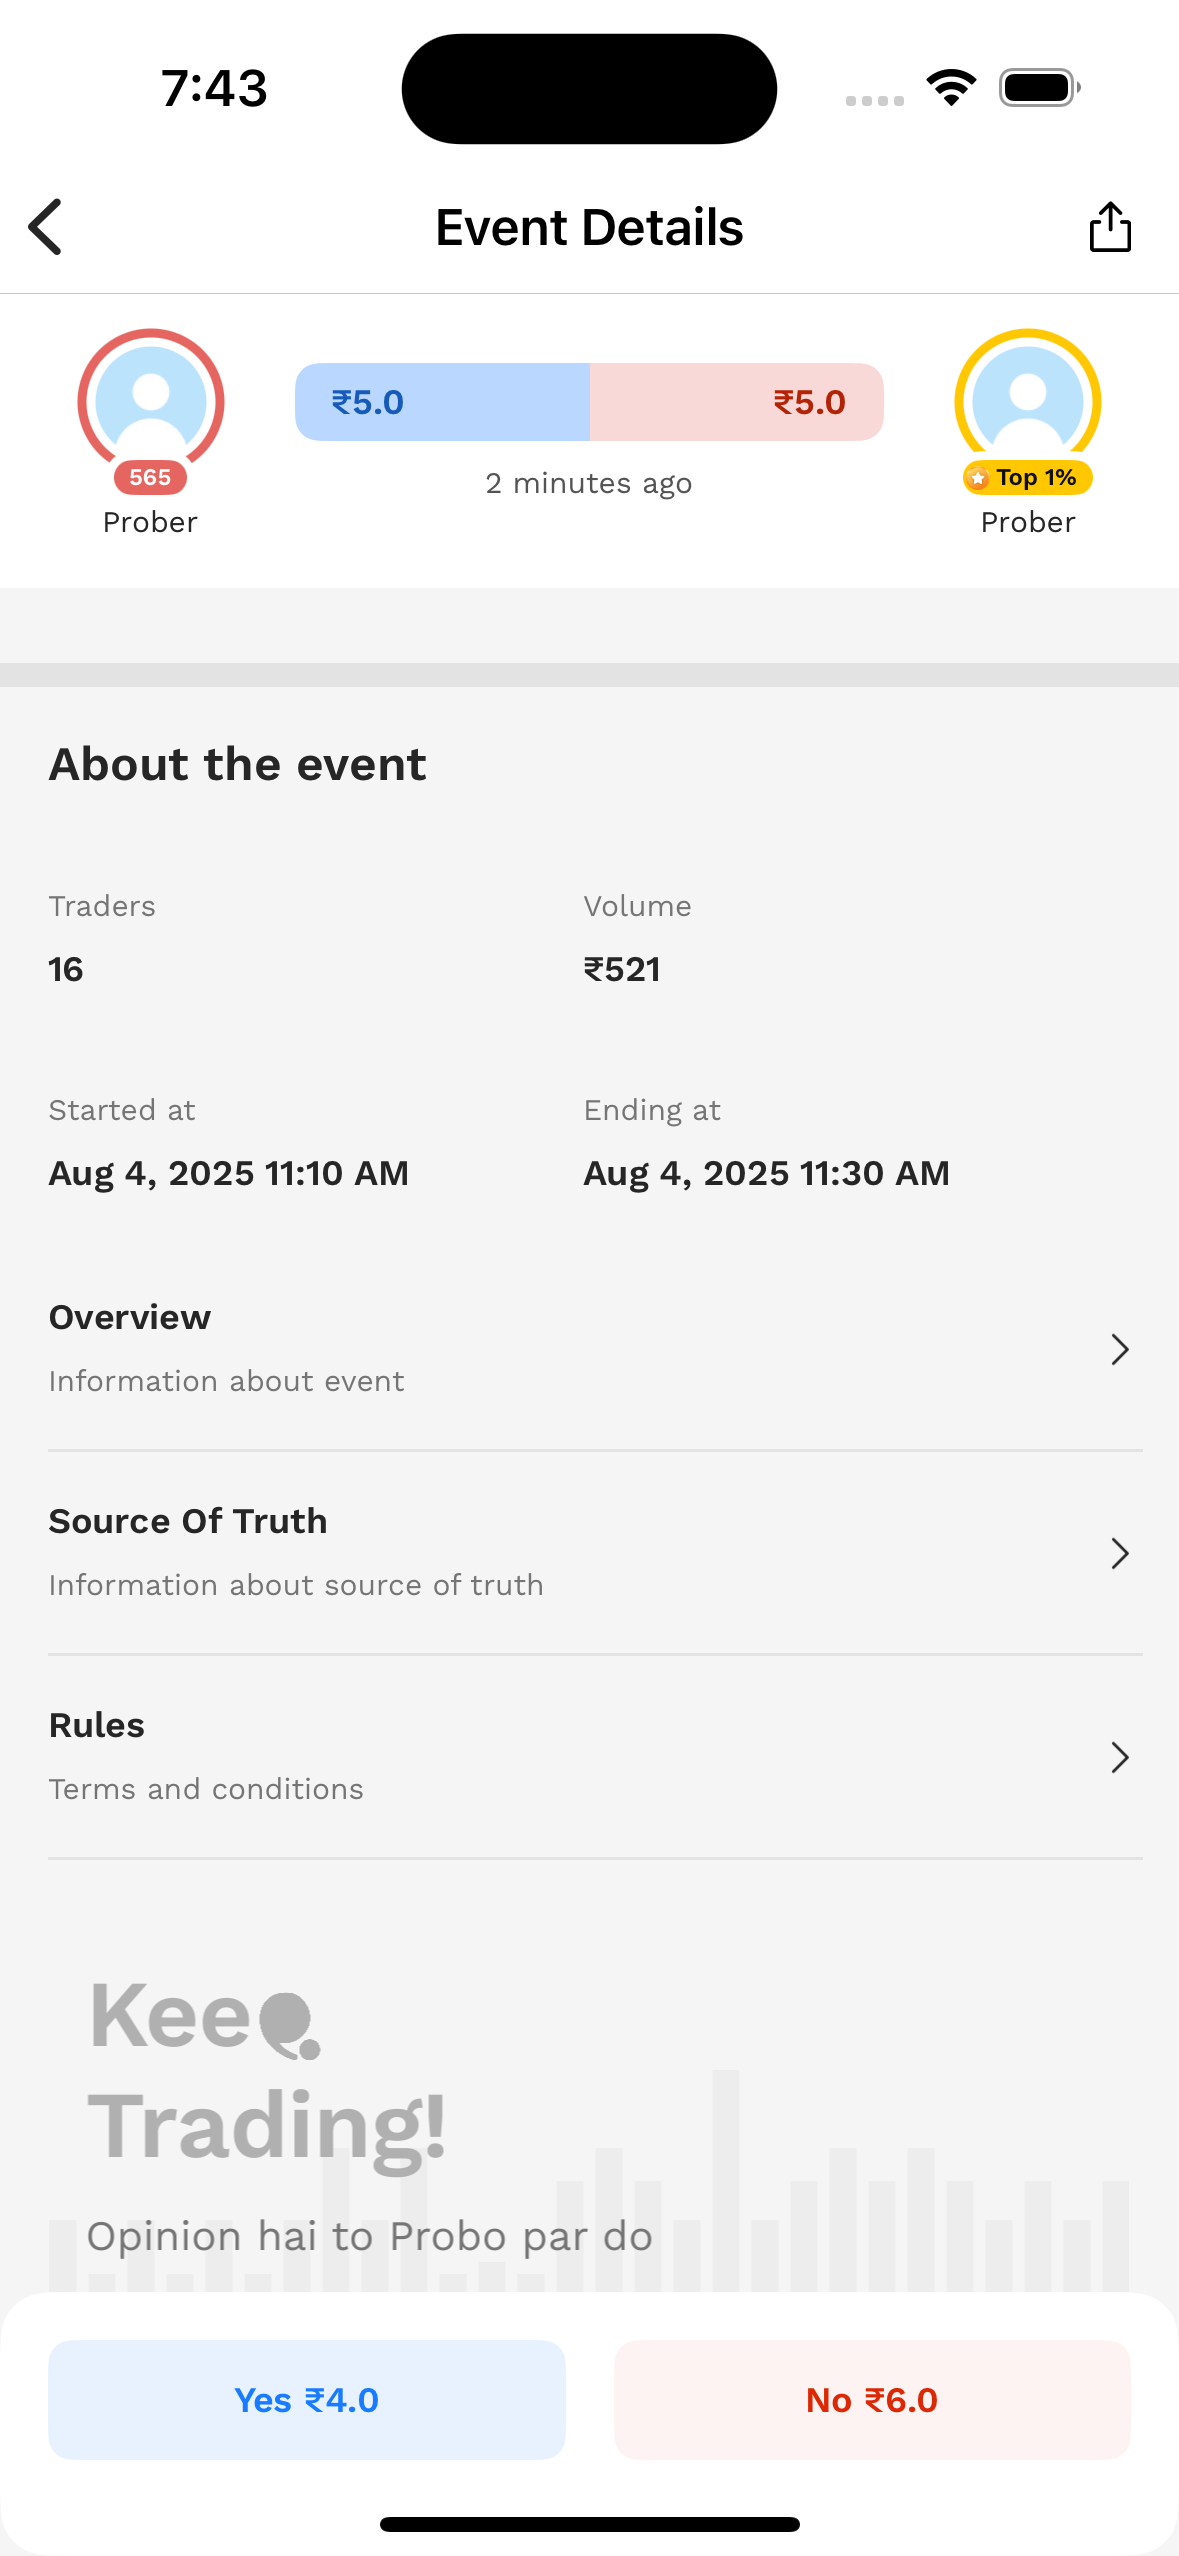 7:43
Event Details
₹5.0 ₹5.0
2 minutes ago
565 Top 1%
Prober Prober
About the event
Traders Volume
16 ₹521
Started at Ending at
Aug 4, 2025 11:10 AM Aug 4, 2025 11:30 AM
Overview
Information about event
Source Of Truth
Information about source of truth
Rules
Terms and conditions
Keep
Trading!
Opinion hai to Probo par do
Yes ₹4.0 No ₹6.0